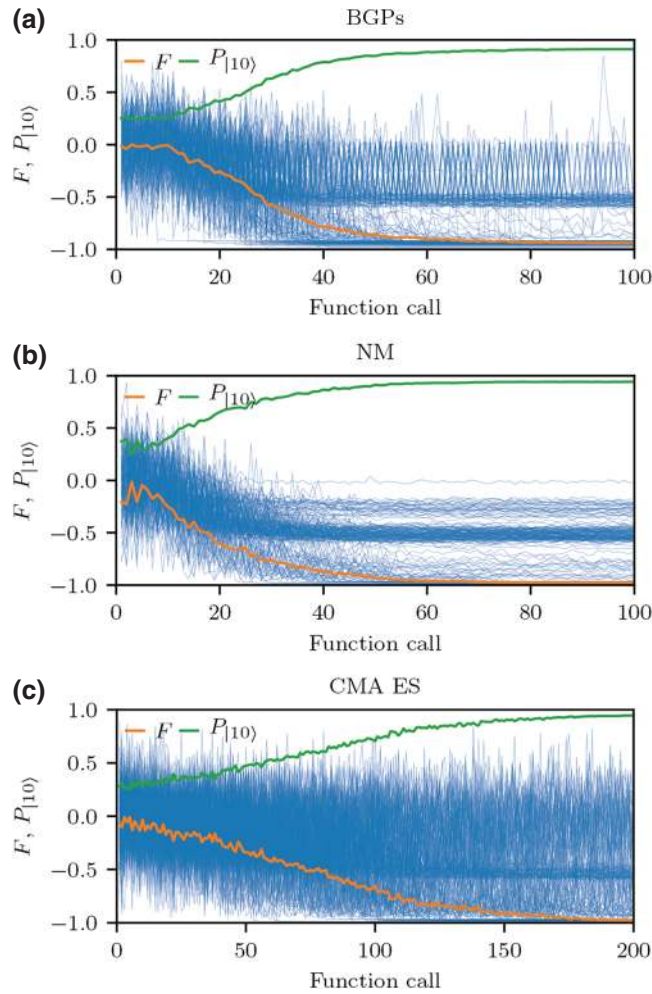 (a)
BGPs
F P|10⟩
1.0
0.5
0.0
−0.5
−1.0
F, P|10⟩
0 20 40 60 80 100
Function call
(b)
NM
F P|10⟩
1.0
0.5
0.0
−0.5
−1.0
F, P|10⟩
0 20 40 60 80 100
Function call
(c)
CMA ES
F P|10⟩
1.0
0.5
0.0
−0.5
−1.0
F, P|10⟩
0 50 100 150 200
Function call